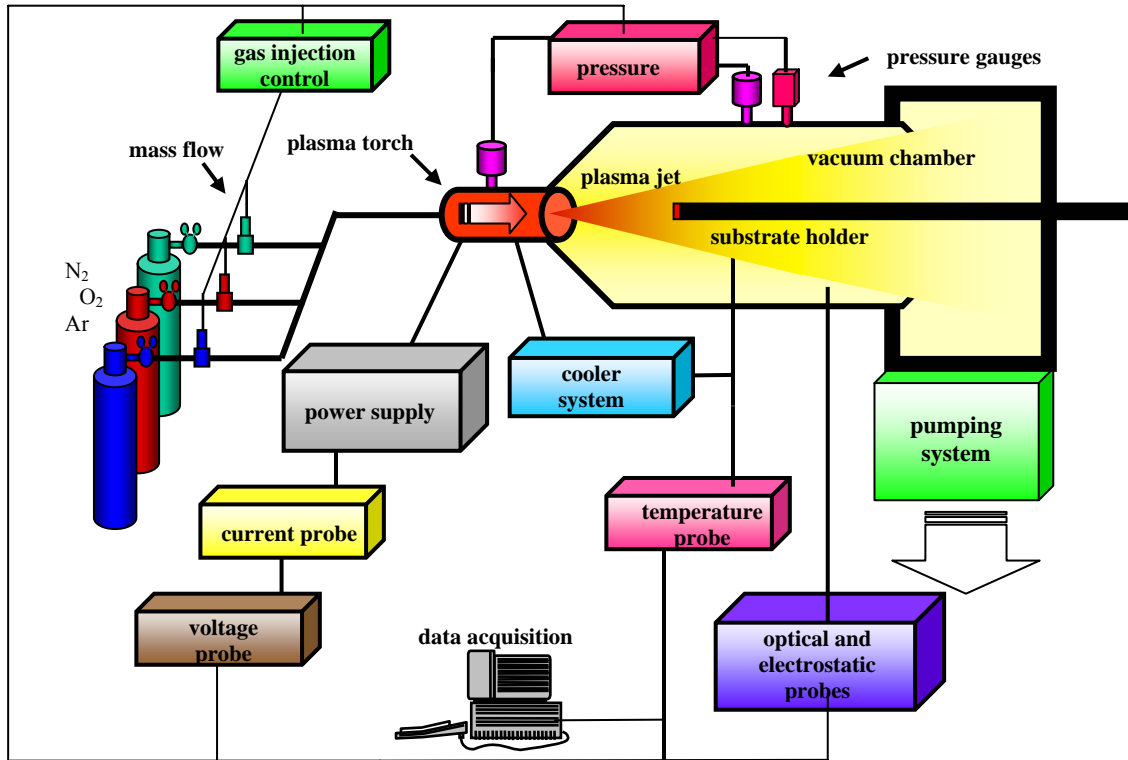 gas injection
control
pressure
pressure gauges
mass flow
plasma torch
plasma jet
vacuum chamber
substrate holder
N₂
O₂
Ar
power supply
cooler
system
pumping
system
current probe
temperature
probe
voltage
probe
data acquisition
optical and
electrostatic
probes